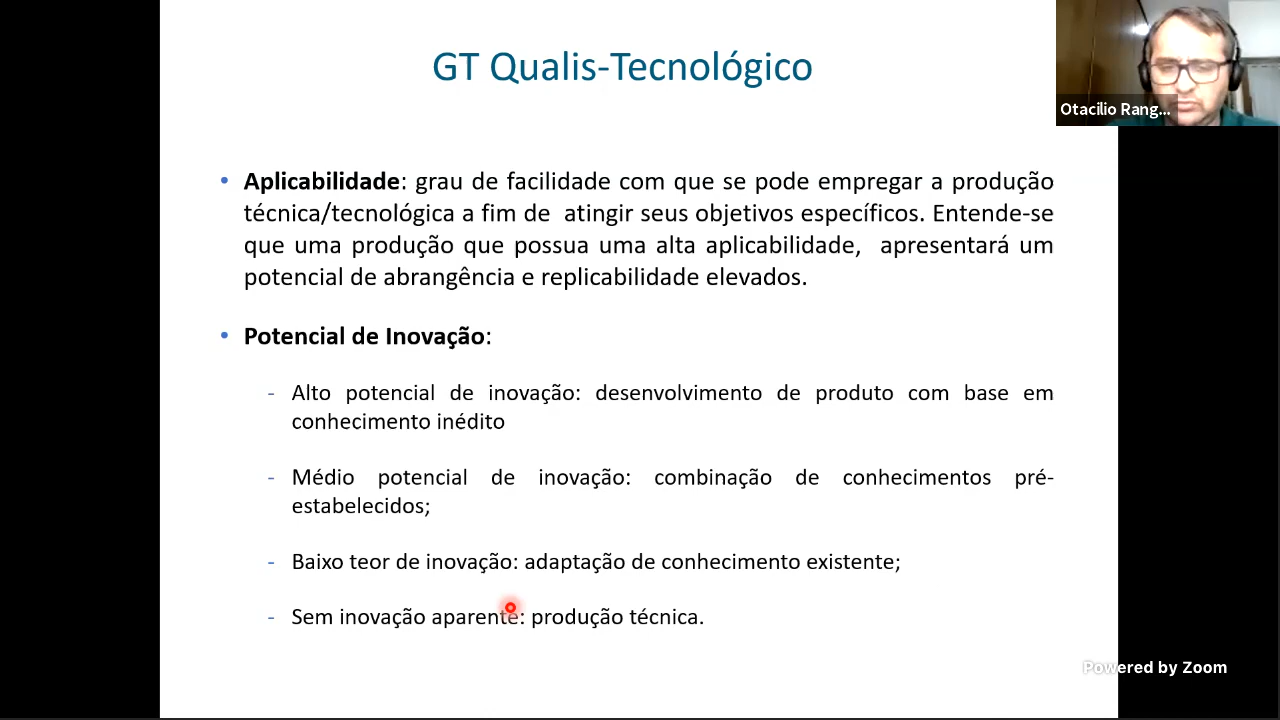 GT Qualis-Tecnológico
Otacilio Rang...
• Aplicabilidade: grau de facilidade com que se pode empregar a produção
técnica/tecnológica a fim de atingir seus objetivos específicos. Entende-se
que uma produção que possua uma alta aplicabilidade, apresentará um
potencial de abrangência e replicabilidade elevados.
• Potencial de Inovação:
- Alto potencial de inovação: desenvolvimento de produto com base em
conhecimento inédito
- Médio potencial de inovação: combinação de conhecimentos pré-
estabelecidos;
- Baixo teor de inovação: adaptação de conhecimento existente;
- Sem inovação aparente: produção técnica.
Powered by Zoom